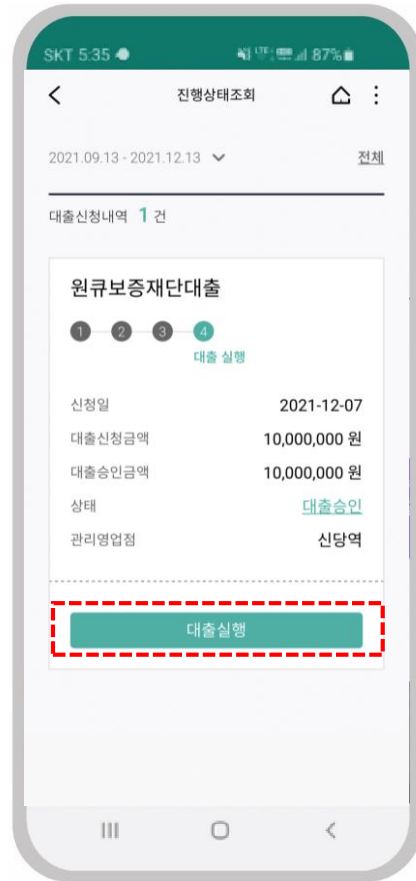 SKT 5:35 87%
진행상태조회
2021.09.13 - 2021.12.13 전체
대출신청내역 1 건
원큐보증재단대출
1 2 3 4
대출 실행
신청일 2021-12-07
대출신청금액 10,000,000 원
대출승인금액 10,000,000 원
상태 대출승인
관리영업점 신당역
대출실행